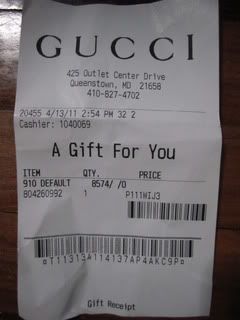 GUCCI
425 Outlet Center Drive
Queenstown, MD 21658
410-827-4702
20455 4/13/11 2:54 PM 32 2
Cashier: 1040069
A Gift For You
ITEM QTY. PRICE
910 DEFAULT 8574/ /0
804260992 1 P111WIJ3
Gift Receipt